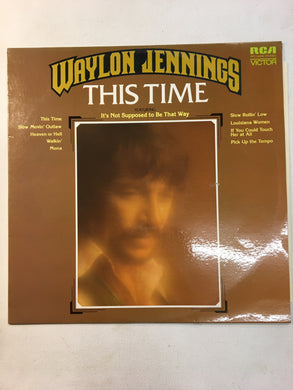 RCA
VICTOR
WAYLON JENNINGS
THIS TIME
FEATURING
It's Not Supposed to Be That Way
This Time
Slow Movin' Outlaw
Heaven or Hell
Walkin'
Mona
Slow Rollin' Low
Louisiana Women
If You Could Touch
Her at All
Pick Up the Tempo